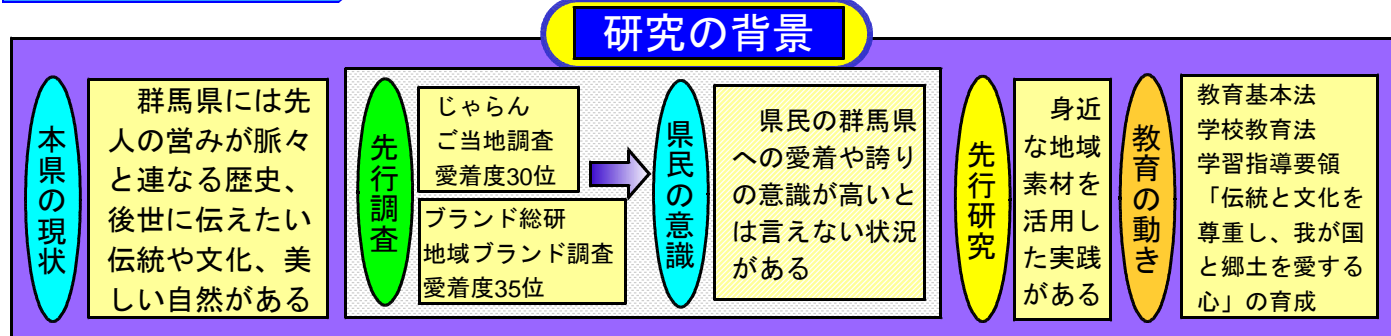 研究の背景
本県の現状
群馬県には先
人の営みが脈々
と連なる歴史、
後世に伝えたい
伝統や文化、美
しい自然がある
先行調査
じゃらん
ご当地調査
愛着度30位
ブランド総研
地域ブランド調査
愛着度35位
県民の意識
県民の群馬県
への愛着や誇り
の意識が高いと
は言えない状況
がある
先行研究
身近
な地域
素材を
活用し
た実践
がある
教育の動き
教育基本法
学校教育法
学習指導要領
「伝統と文化を
尊重し、我が国
と郷土を愛する
心」の育成